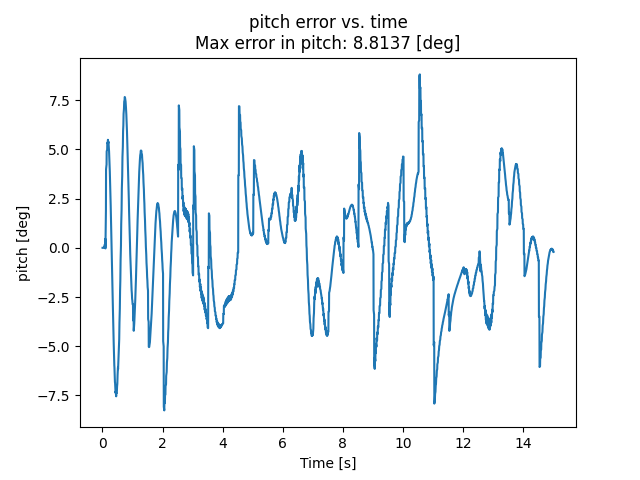 pitch error vs. time
Max error in pitch: 8.8137 [deg]
7.5
5.0
2.5
0.0
−2.5
−5.0
−7.5
pitch [deg]
0 2 4 6 8 10 12 14
Time [s]